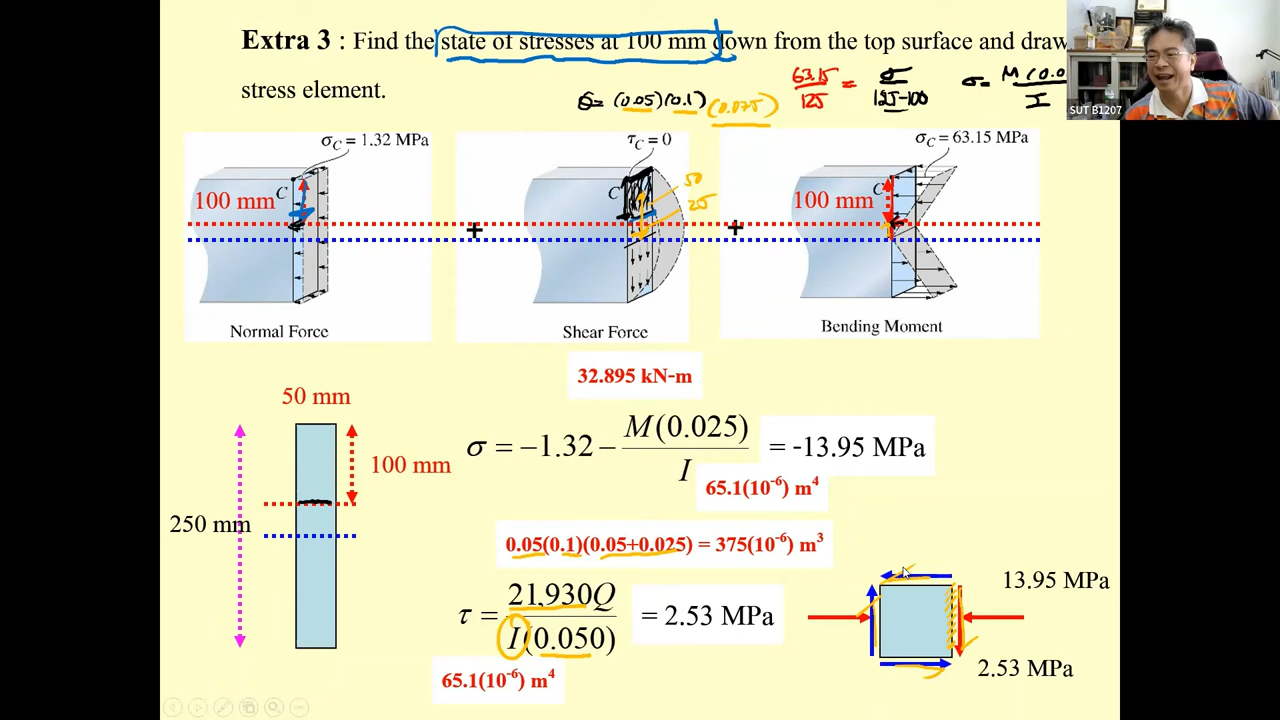 Extra 3 : Find the state of stresses at 100 mm down from the top surface and draw
stress element.
(0.05)(0.1)(0.075)
63.15/125 = σ/125-100
σ= M(0.0 / I
SUT B1207
σC = 1.32 MPa
τC = 0
σC = 63.15 MPa
C
100 mm
C
50
25
C
100 mm
+
+
Normal Force
Shear Force
Bending Moment
32.895 kN-m
50 mm
100 mm
250 mm
σ = −1.32 − M(0.025)/I = -13.95 MPa
65.1(10-6) m4
0.05(0.1)(0.05+0.025) = 375(10-6) m3
τ = 21,930Q/I(0.050) = 2.53 MPa
65.1(10-6) m4
13.95 MPa
2.53 MPa